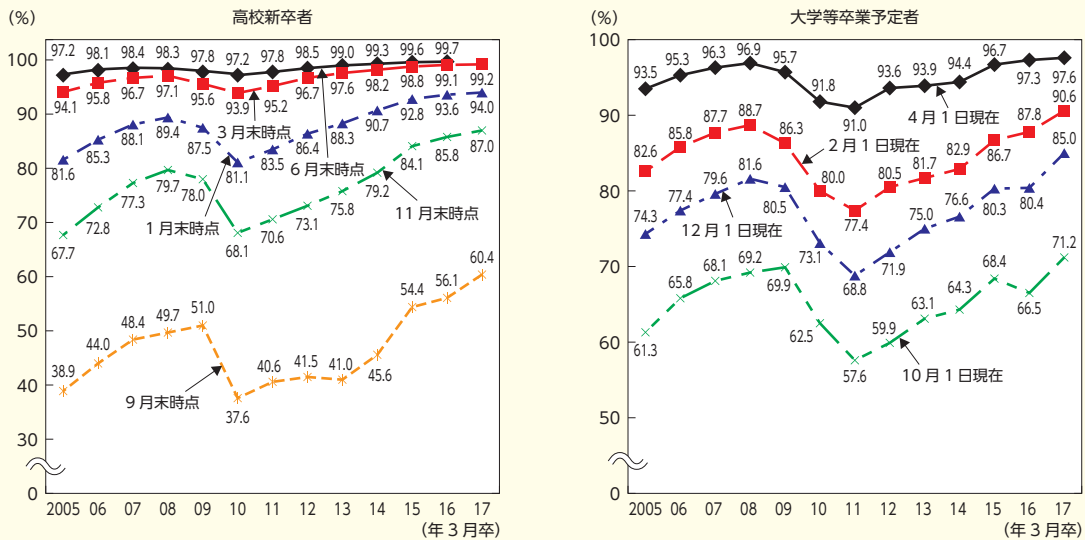 (%)
高校新卒者
100
90
80
70
60
50
40
30
0
97.2 98.1 98.4 98.3 97.8 97.2 97.8 98.5 99.0 99.3 99.6 99.7
94.1 95.8 96.7 97.1 95.6 93.9 95.2 96.7 97.6 98.2 98.8 99.1 99.2
3月末時点
6月末時点
81.6 85.3 88.1 89.4 87.5 81.1 83.5 86.4 88.3 90.7 92.8 93.6 94.0
1月末時点
67.7 72.8 77.3 79.7 78.0 68.1 70.6 73.1 75.8 79.2 84.1 85.8 87.0
11月末時点
38.9 44.0 48.4 49.7 51.0 37.6 40.6 41.5 41.0 45.6 54.4 56.1 60.4
9月末時点
2005 06 07 08 09 10 11 12 13 14 15 16 17
(年3月卒)
(%)
大学等卒業予定者
100
90
80
70
60
50
0
93.5 95.3 96.3 96.9 95.7 91.8 91.0 93.6 93.9 94.4 96.7 97.3 97.6
4月1日現在
82.6 85.8 87.7 88.7 86.3 80.0 77.4 80.5 81.7 82.9 86.7 87.8 90.6
2月1日現在
74.3 77.4 79.6 81.6 80.5 73.1 68.8 71.9 75.0 76.6 80.3 80.4 85.0
12月1日現在
61.3 65.8 68.1 69.2 69.9 62.5 57.6 59.9 63.1 64.3 68.4 66.5 71.2
10月1日現在
2005 06 07 08 09 10 11 12 13 14 15 16 17
(年3月卒)